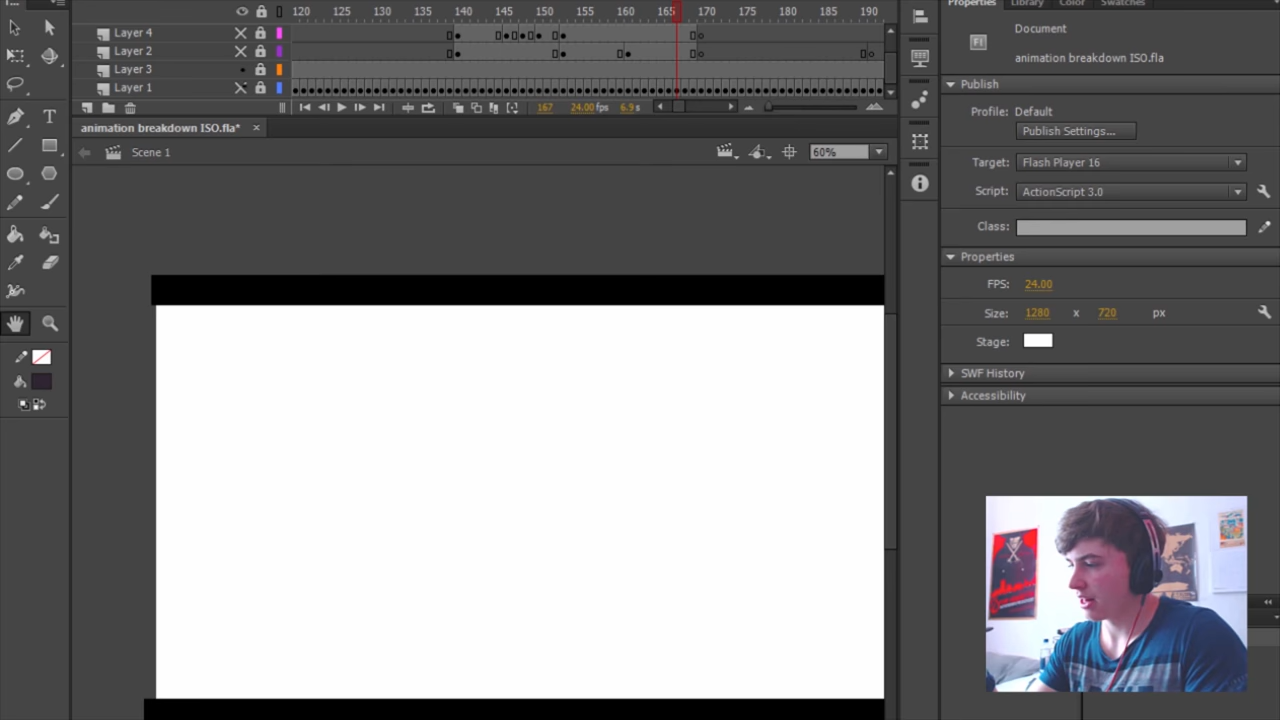 Properties Library Color Swatches
120 125 130 135 140 145 150 155 160 165 170 175 180 185 190
Layer 4
Layer 2
Layer 3
Layer 1
167 24.00 fps 6.9 s
animation breakdown ISO.fla* ×
Scene 1
60%
Document
Fl
animation breakdown ISO.fla
Publish
Profile: Default
Publish Settings...
Target: Flash Player 16
Script: ActionScript 3.0
Class:
Properties
FPS: 24.00
Size: 1280 x 720 px
Stage:
SWF History
Accessibility